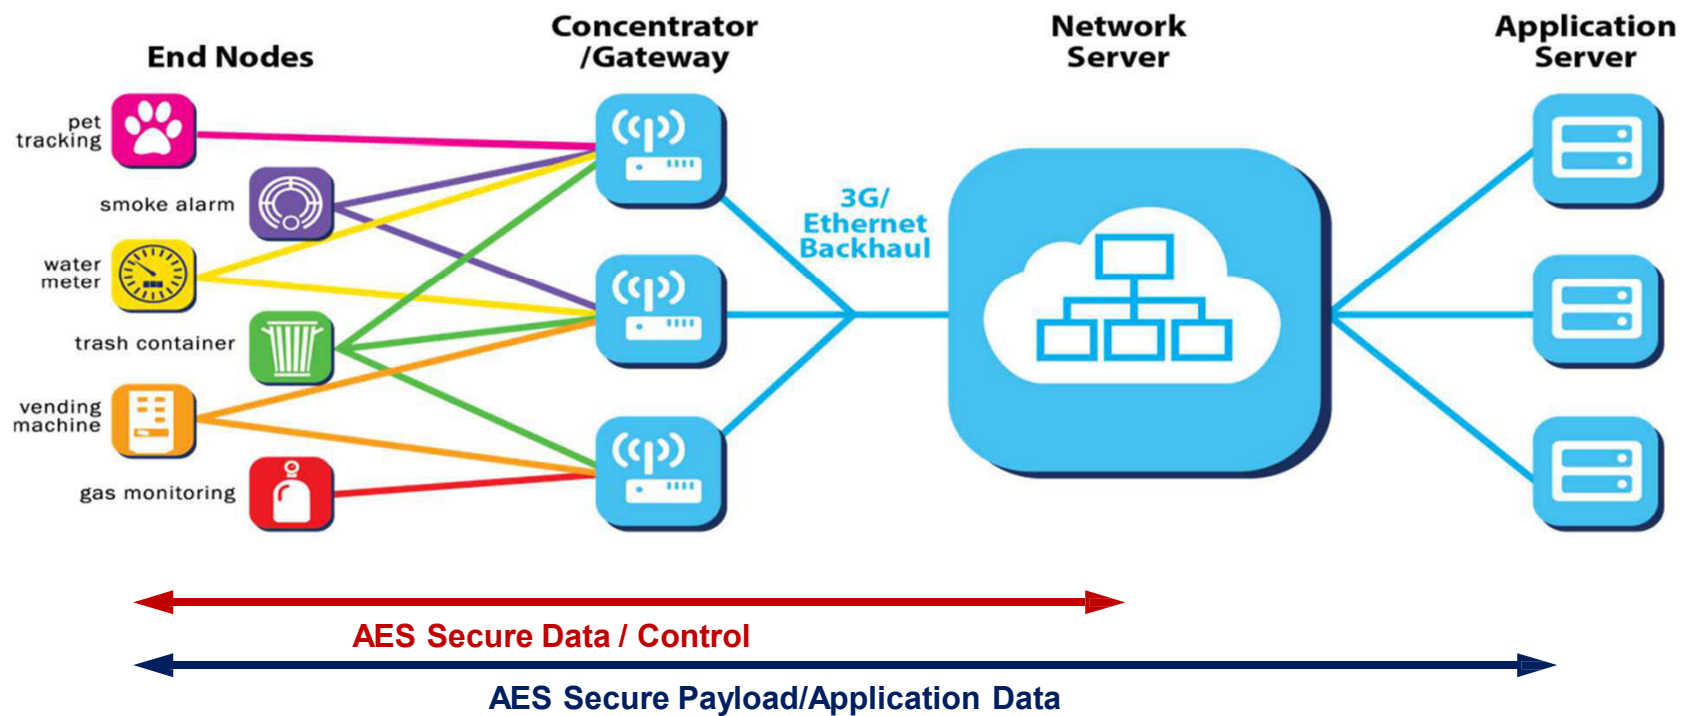 End Nodes
Concentrator
/Gateway
Network
Server
Application
Server
pet
tracking
smoke alarm
water
meter
trash container
vending
machine
gas monitoring
3G/
Ethernet
Backhaul
AES Secure Data / Control
AES Secure Payload/Application Data